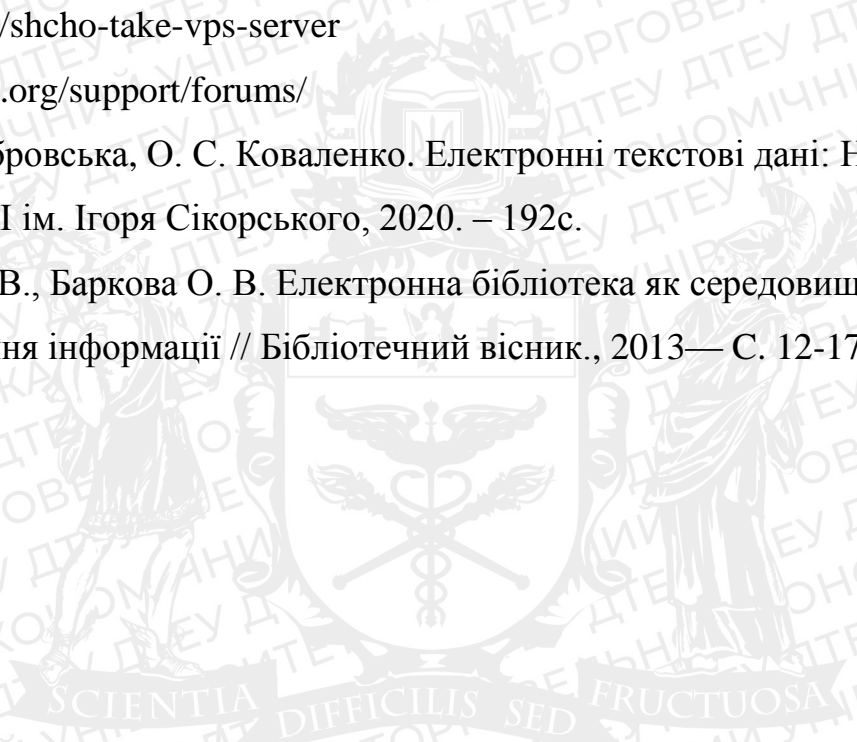 /shcho-take-vps-server
.org/support/forums/
бровська, О. С. Коваленко. Електронні текстові дані: Н
І ім. Ігоря Сікорського, 2020. – 192с.
В., Баркова О. В. Електронна бібліотека як середовищ
ня інформації // Бібліотечний вісник., 2013— С. 12-17
SCIENTIA DIFFICILIS SED FRUCTUOSA